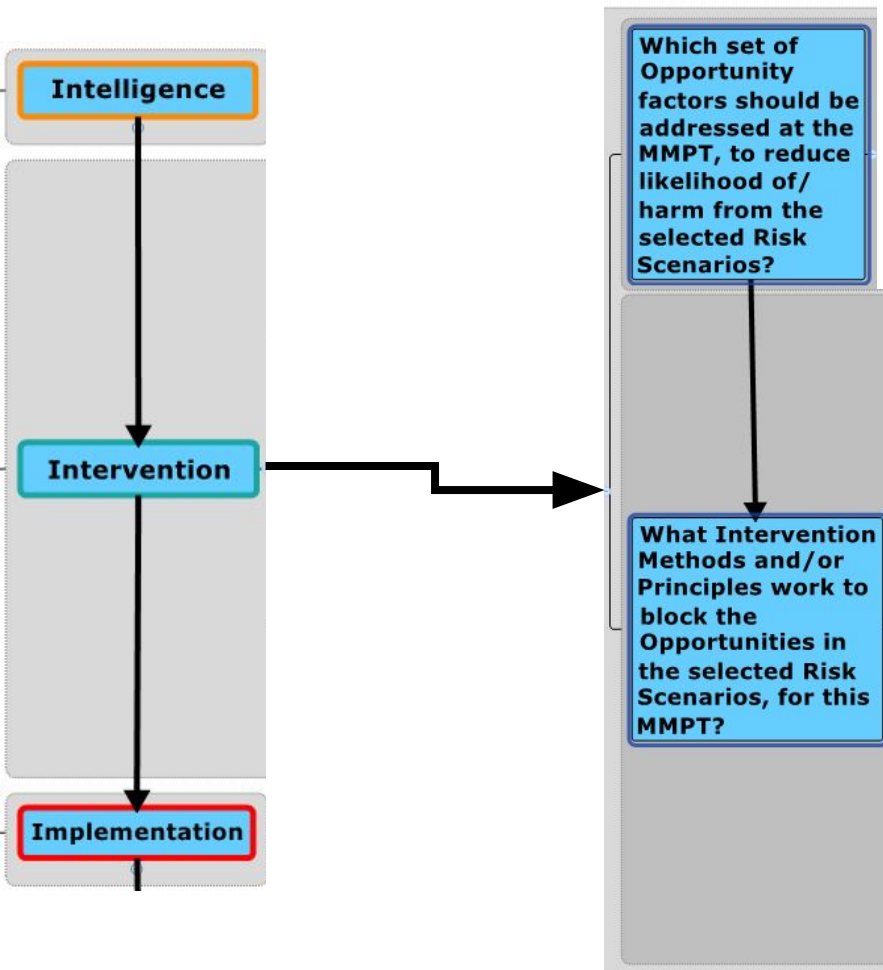 Intelligence
Intervention
Implementation
Which set of
Opportunity
factors should be
addressed at the
MMPT, to reduce
likelihood of/
harm from the
selected Risk
Scenarios?
What Intervention
Methods and/or
Principles work to
block the
Opportunities in
the selected Risk
Scenarios, for this
MMPT?